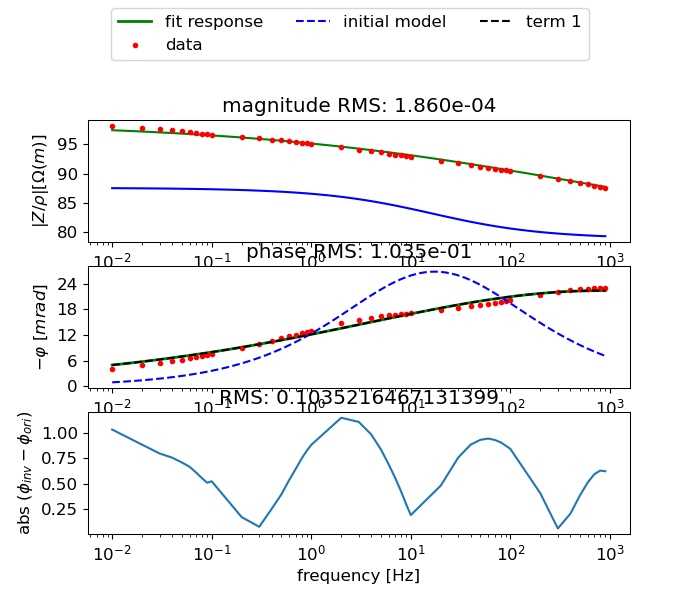 fit response
data
initial model
term 1
magnitude RMS: 1.860e-04
|Z/ρ|[Ω(m)]
95
90
85
80
10⁻² 10⁻¹ 10⁰ 10¹ 10² 10³
phase RMS: 1.035e-01
−φ [mrad]
24
18
12
6
0
10⁻² 10⁻¹ 10⁰ 10¹ 10² 10³
RMS: 0.1035216467131399
abs (ϕinv − ϕori)
1.00
0.75
0.50
0.25
10⁻² 10⁻¹ 10⁰ 10¹ 10² 10³
frequency [Hz]